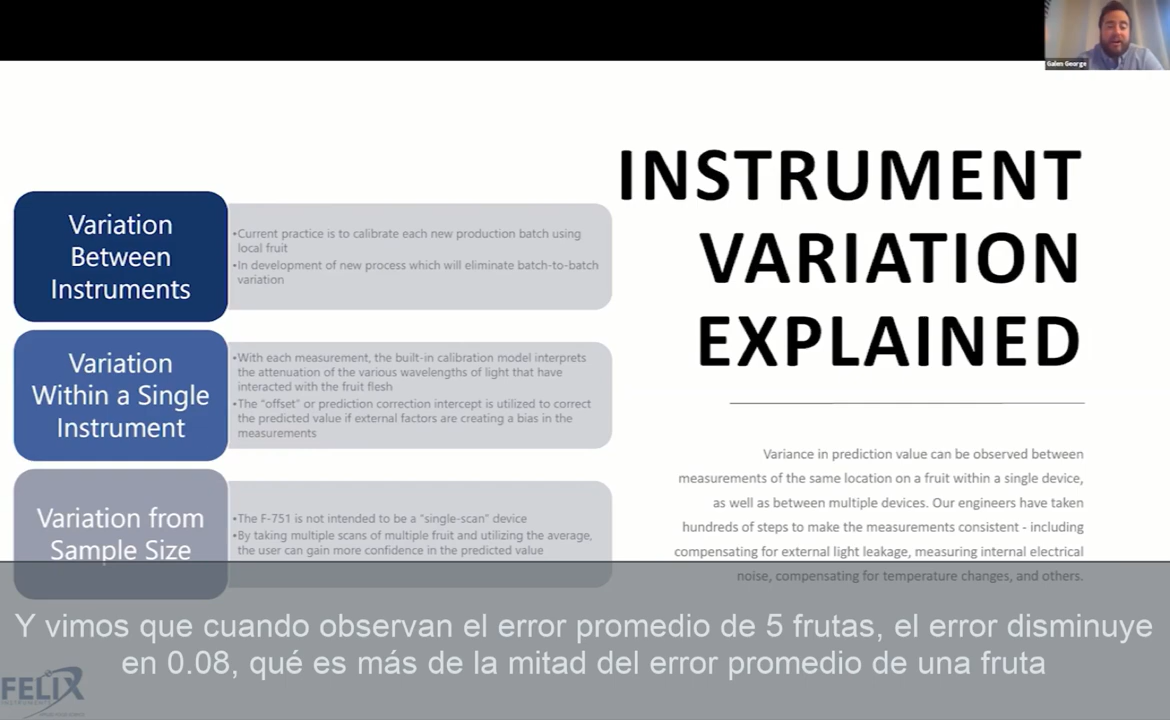 Galen George
INSTRUMENT
VARIATION
EXPLAINED
Variation
Between
Instruments
•Current practice is to calibrate each new production batch using
local fruit
•In development of new process which will eliminate batch-to-batch
variation
Variation
Within a Single
Instrument
•With each measurement, the built-in calibration model interprets
the attenuation of the various wavelengths of light that have
interacted with the fruit flesh
•The "offset" or prediction correction intercept is utilized to correct
the predicted value if external factors are creating a bias in the
measurements
Variation from
Sample Size
•The F-751 is not intended to be a "single-scan" device
•By taking multiple scans of multiple fruit and utilizing the average,
the user can gain more confidence in the predicted value
Variance in prediction value can be observed between
measurements of the same location on a fruit within a single device,
as well as between multiple devices. Our engineers have taken
hundreds of steps to make the measurements consistent - including
compensating for external light leakage, measuring internal electrical
noise, compensating for temperature changes, and others.
Y vimos que cuando observan el error promedio de 5 frutas, el error disminuye
en 0.08, qué es más de la mitad del error promedio de una fruta
FELIX
INSTRUMENTS